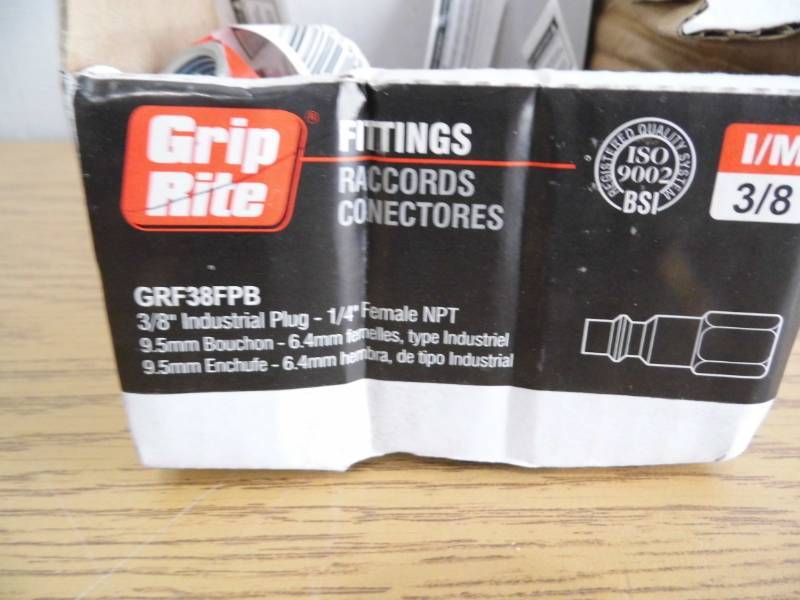 Grip
Rite®
FITTINGS
RACCORDS
CONECTORES
REGISTERED QUALITY SYSTEM
ISO
9002
BSI
I/M
3/8
GRF38FPB
3/8" Industrial Plug - 1/4" Female NPT
9.5mm Bouchon - 6.4mm femelles, type Industriel
9.5mm Enchufe - 6.4mm hembra, de tipo Industrial